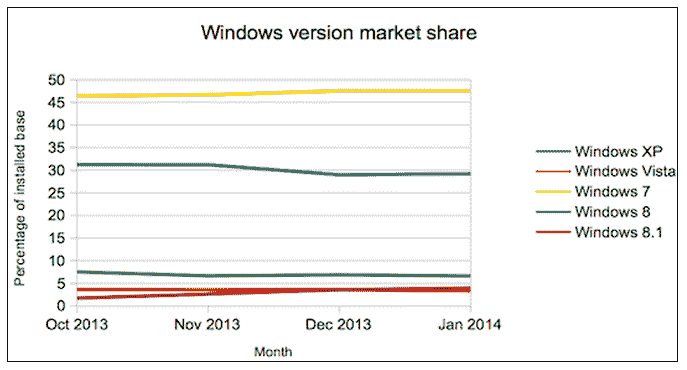 Windows version market share
Percentage of installed base
50
45
40
35
30
25
20
15
10
5
0
Oct 2013
Nov 2013
Dec 2013
Jan 2014
Month
Windows XP
Windows Vista
Windows 7
Windows 8
Windows 8.1